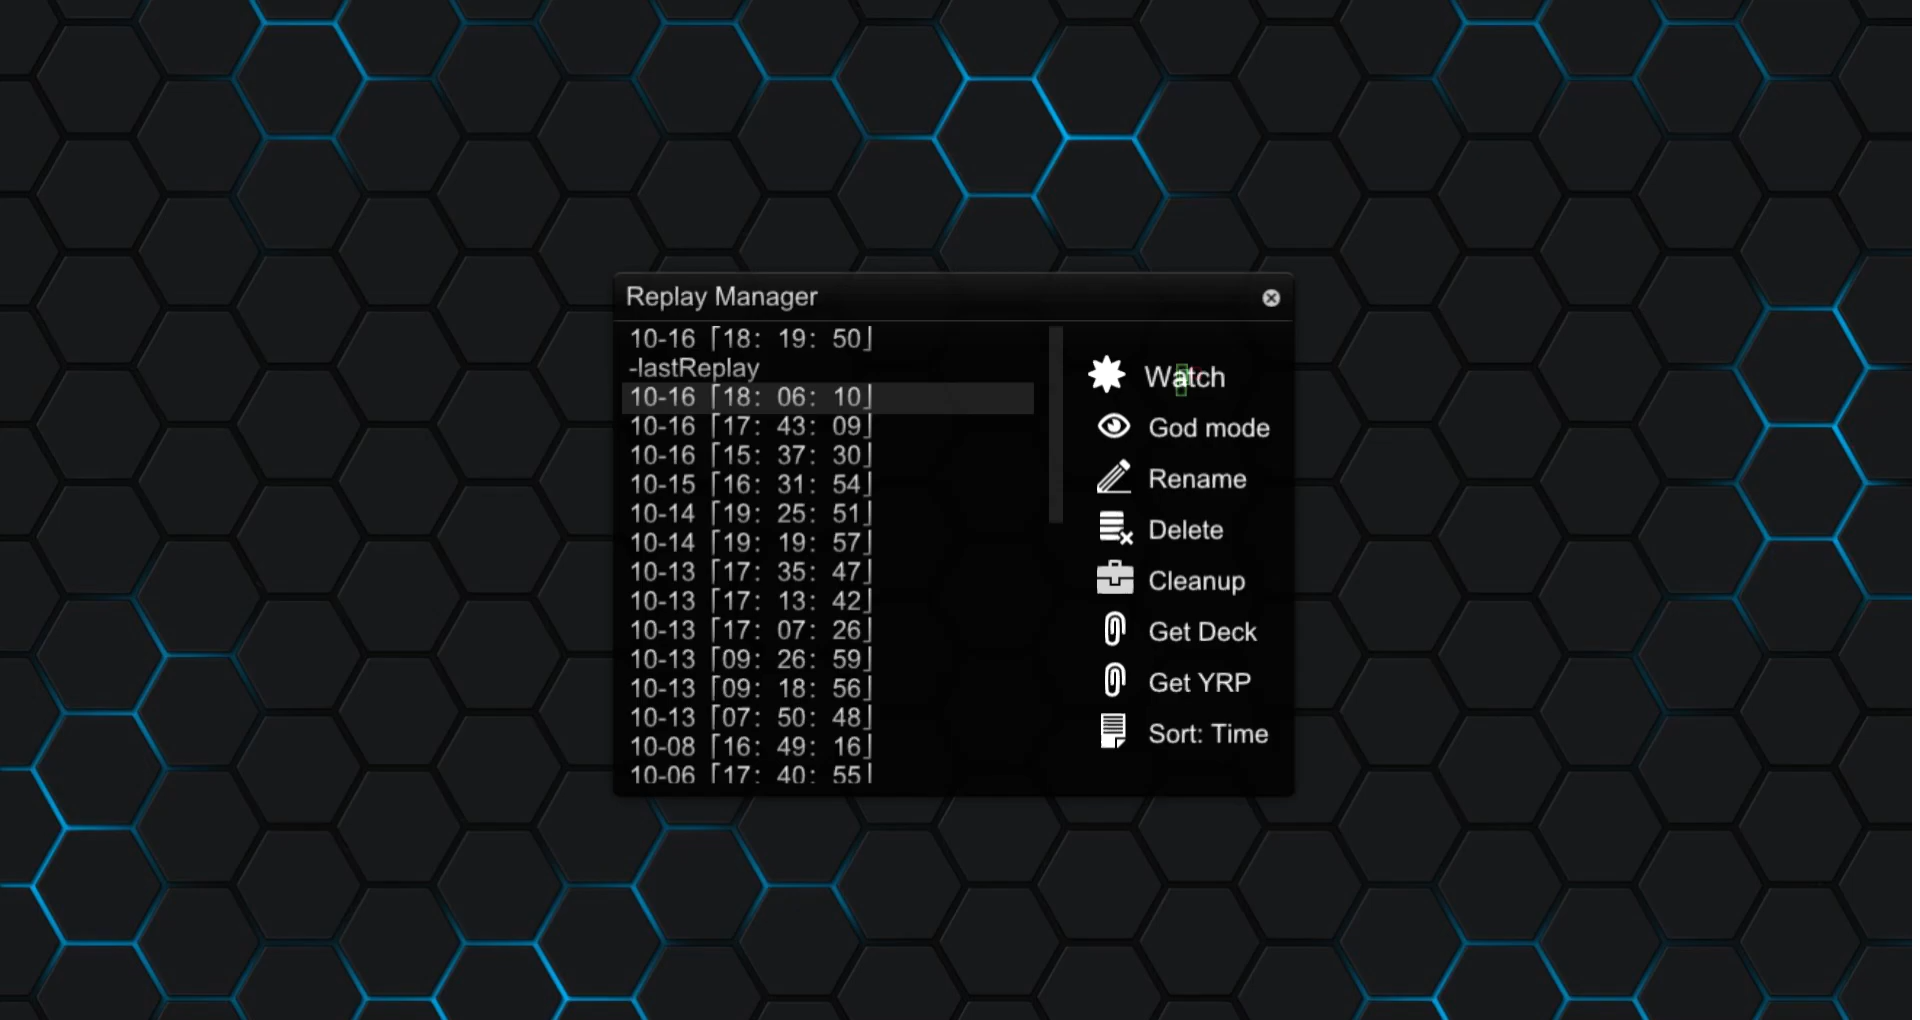 Replay Manager
10-16「18: 19: 50」
-lastReplay
10-16「18: 06: 10」
10-16「17: 43: 09」
10-16「15: 37: 30」
10-15「16: 31: 54」
10-14「19: 25: 51」
10-14「19: 19: 57」
10-13「17: 35: 47」
10-13「17: 13: 42」
10-13「17: 07: 26」
10-13「09: 26: 59」
10-13「09: 18: 56」
10-13「07: 50: 48」
10-08「16: 49: 16」
10-06「17: 40: 55」
Watch
God mode
Rename
Delete
Cleanup
Get Deck
Get YRP
Sort: Time